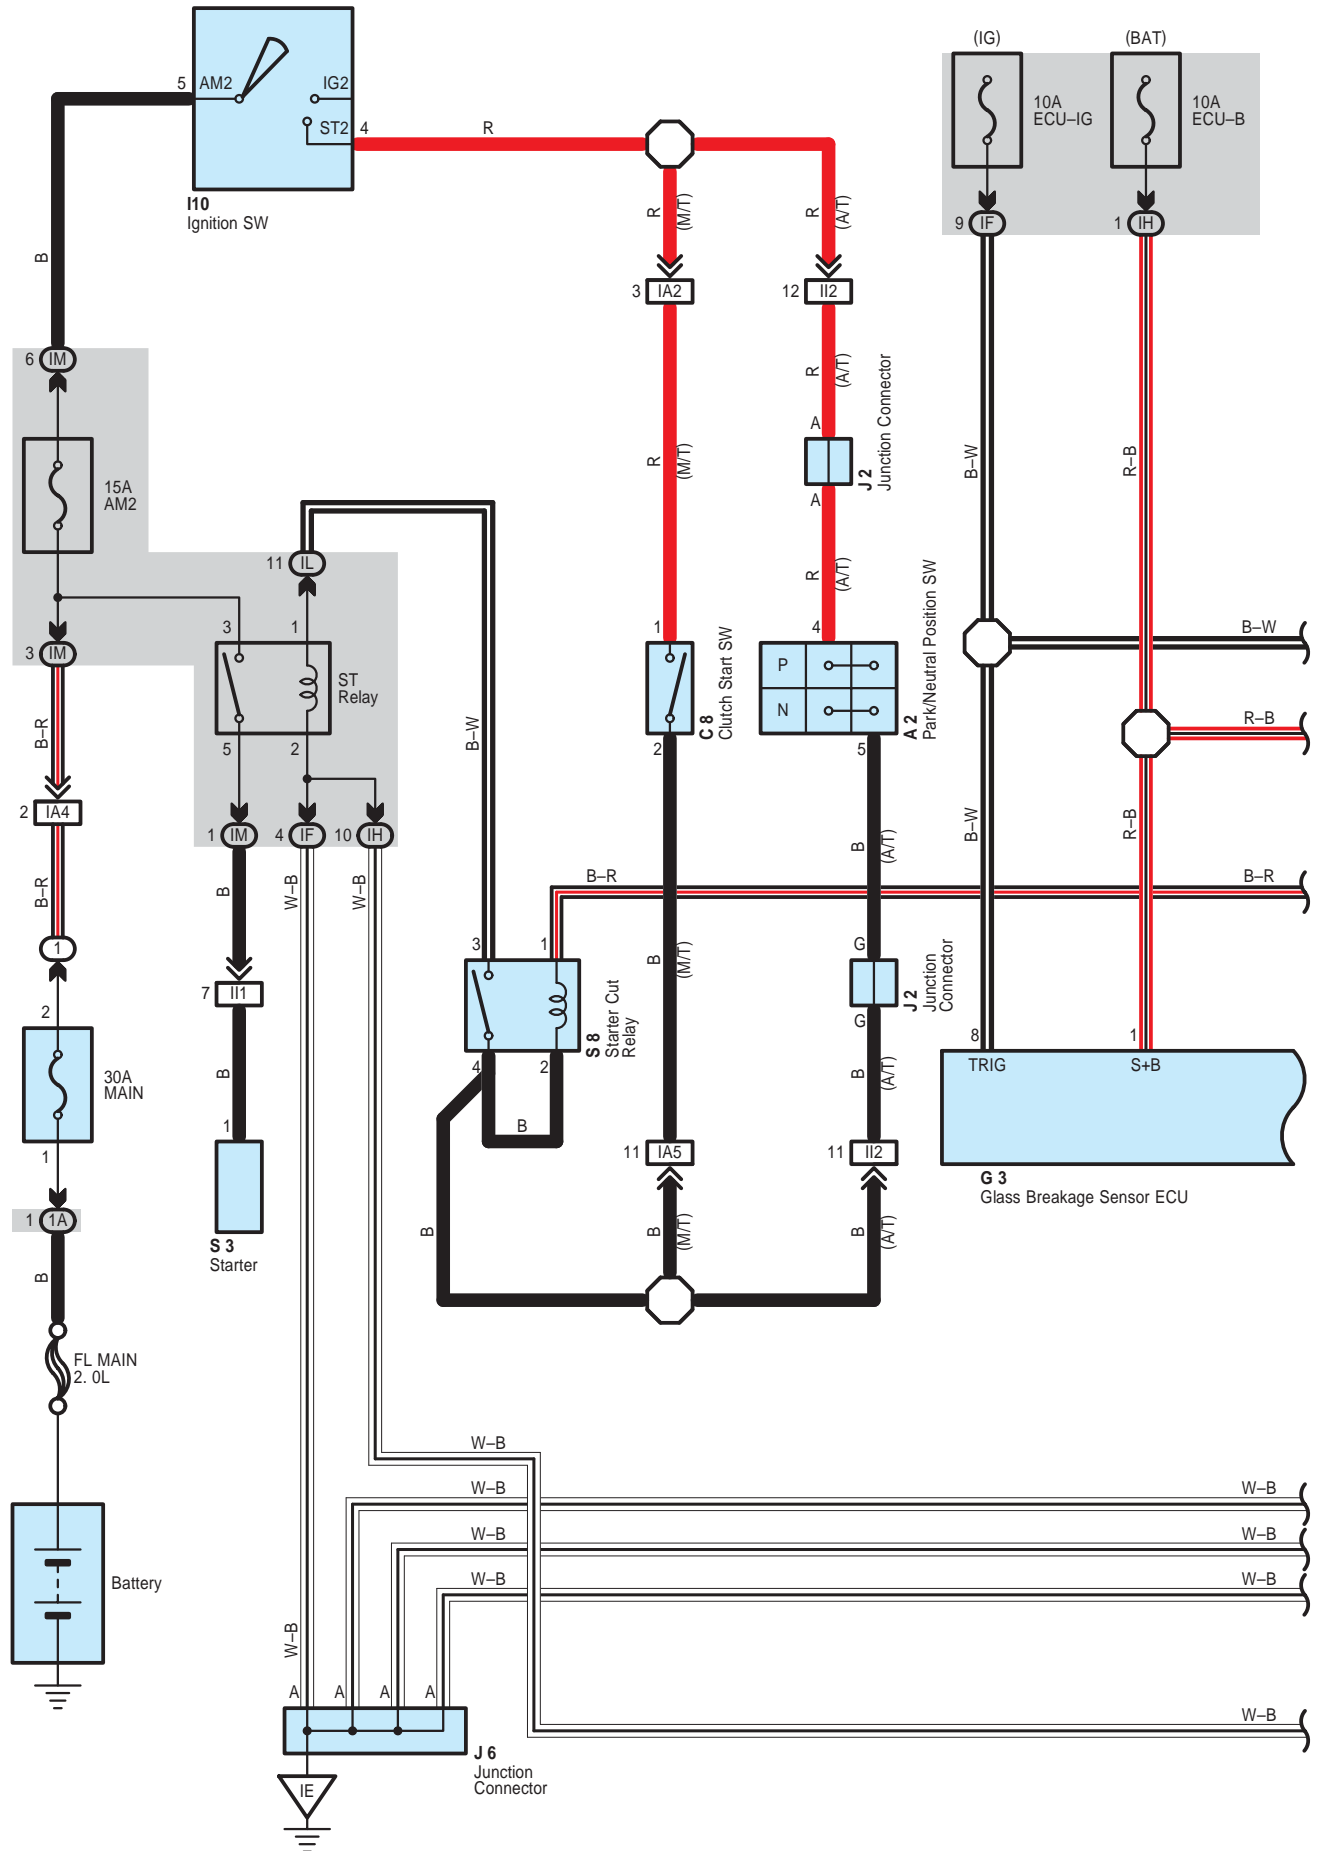 (IG)
(BAT)
5
AM2
IG2
ST2
4
R
10A
ECU–IG
10A
ECU–B
I10
Ignition SW
R
(M/T)
R
(A/T)
9
IF
1
IH
B
3
IA2
12
II2
6
IM
R
(A/T)
A
J 2
Junction Connector
R
(M/T)
B–W
R–B
15A
AM2
A
11
IL
R
(A/T)
3
1
1
4
B–W
3
IM
ST
Relay
P
N
C 8
Clutch Start SW
A 2
Park/Neutral Position SW
B–R
B–W
R–B
5
2
2
5
2
IA4
1
IM
4
IF
10
IH
B–W
R–B
B
(A/T)
B–R
B
W–B
W–B
B–R
B–R
1
3
1
B
(M/T)
G
J 2
Junction
Connector
7
II1
2
S 8
Starter Cut
Relay
G
8
1
TRIG
S+B
30A
MAIN
B
4
2
B
(A/T)
1
B
1
11
IA5
11
II2
G 3
Glass Breakage Sensor ECU
1
1A
S 3
Starter
B
B
(M/T)
B
(A/T)
B
FL MAIN
2. 0L
W–B
W–B
W–B
W–B
W–B
Battery
W–B
W–B
W–B
A
A
A
A
W–B
J 6
Junction
Connector
IE